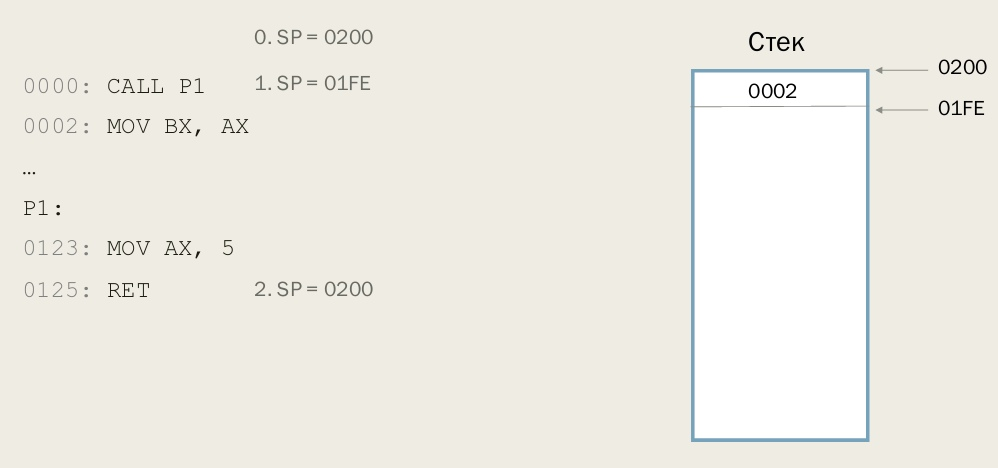 0. SP = 0200
0000: CALL P1
1. SP = 01FE
0002: MOV BX, AX
…
P1:
0123: MOV AX, 5
0125: RET
2. SP = 0200
Стек
0200
0002
01FE